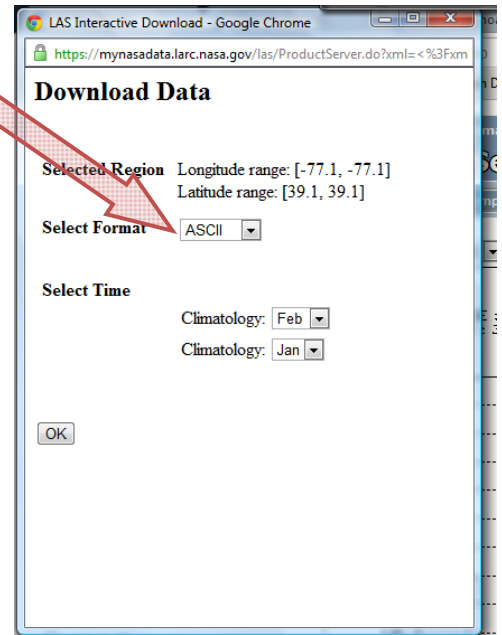 LAS Interactive Download - Google Chrome
https://mynasadata.larc.nasa.gov/las/ProductServer.do?xml=<%3Fxm
Download Data
Selected Region Longitude range: [-77.1, -77.1]
Latitude range: [39.1, 39.1]
Select Format ASCII
Select Time
Climatology: Feb
Climatology: Jan
OK